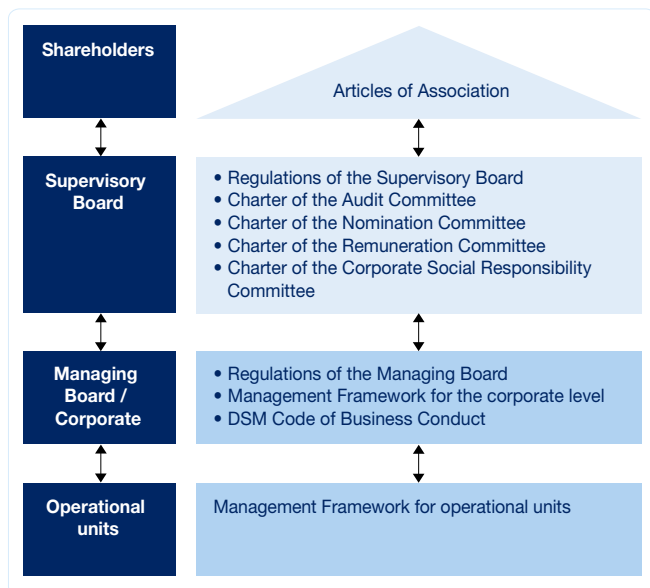 Shareholders
Articles of Association
Supervisory
Board
• Regulations of the Supervisory Board
• Charter of the Audit Committee
• Charter of the Nomination Committee
• Charter of the Remuneration Committee
• Charter of the Corporate Social Responsibility
Committee
Managing
Board /
Corporate
• Regulations of the Managing Board
• Management Framework for the corporate level
• DSM Code of Business Conduct
Operational
units
Management Framework for operational units